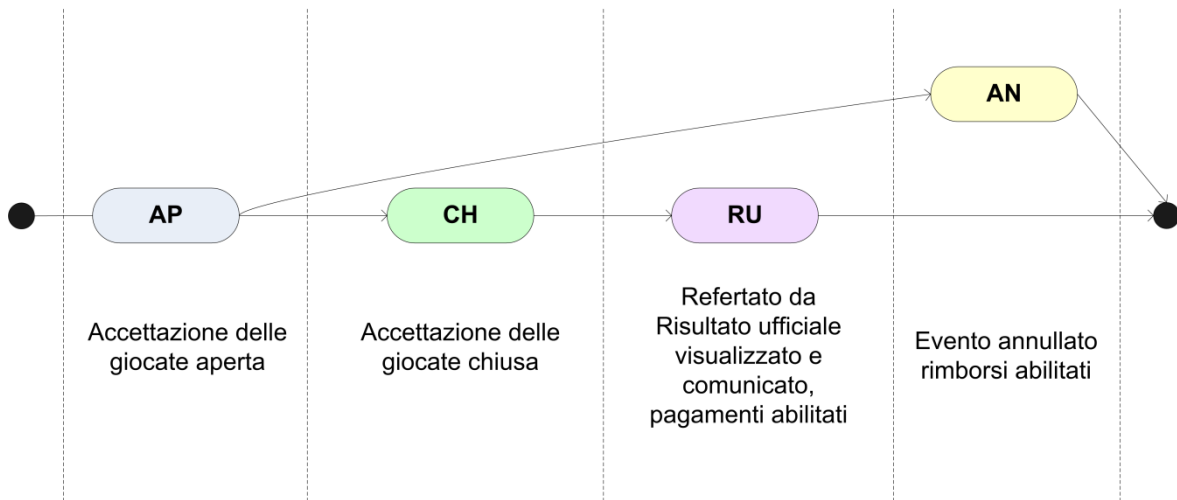 AN
AP
CH
RU
Accettazione delle
giocate aperta
Accettazione delle
giocate chiusa
Refertato da
Risultato ufficiale
visualizzato e
comunicato,
pagamenti abilitati
Evento annullato
rimborsi abilitati